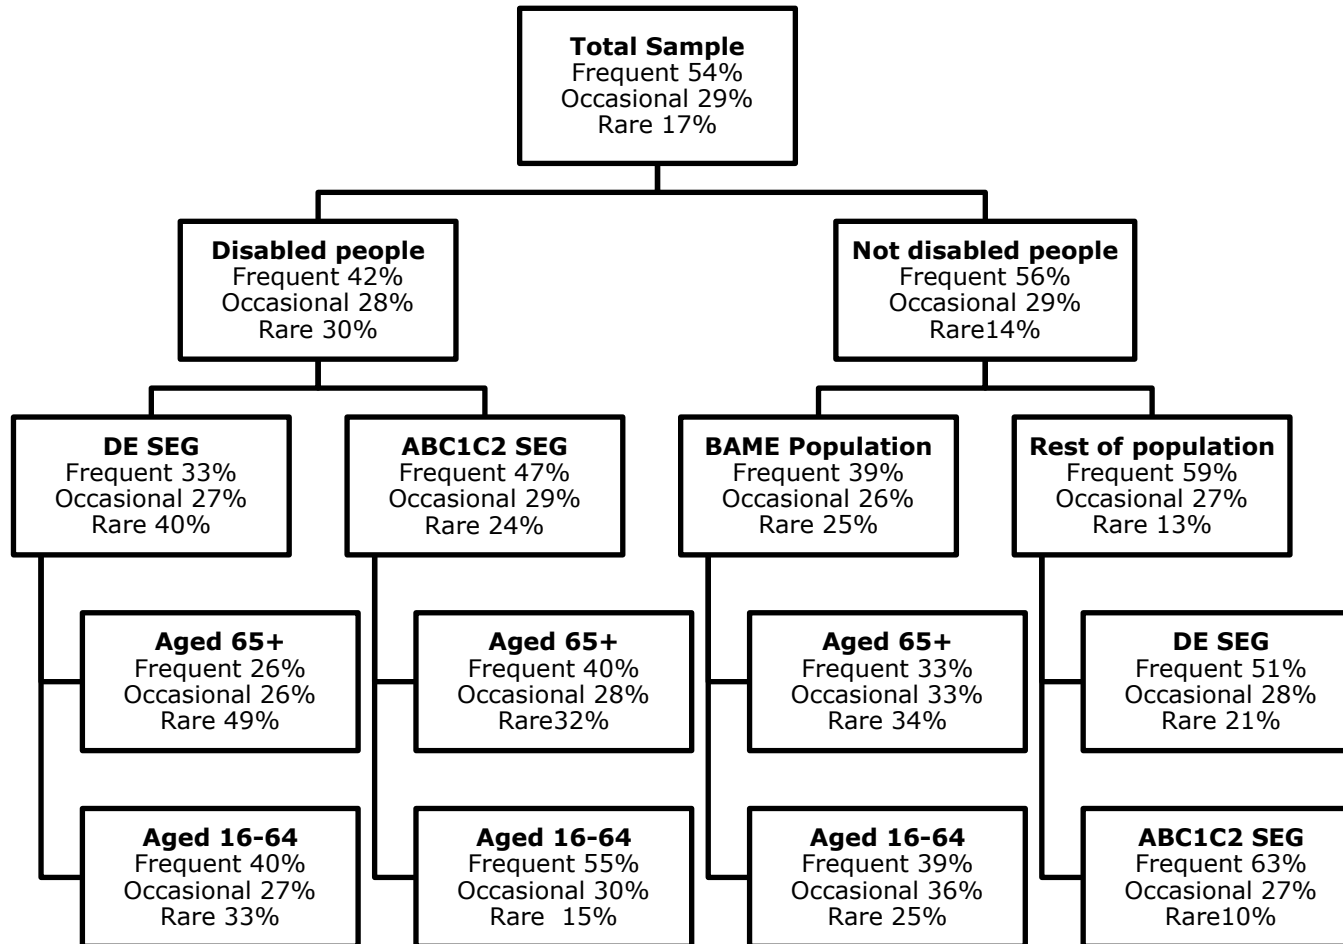 Total Sample
Frequent 54%
Occasional 29%
Rare 17%
Disabled people
Frequent 42%
Occasional 28%
Rare 30%
Not disabled people
Frequent 56%
Occasional 29%
Rare14%
DE SEG
Frequent 33%
Occasional 27%
Rare 40%
ABC1C2 SEG
Frequent 47%
Occasional 29%
Rare 24%
BAME Population
Frequent 39%
Occasional 26%
Rare 25%
Rest of population
Frequent 59%
Occasional 27%
Rare 13%
Aged 65+
Frequent 26%
Occasional 26%
Rare 49%
Aged 65+
Frequent 40%
Occasional 28%
Rare32%
Aged 65+
Frequent 33%
Occasional 33%
Rare 34%
DE SEG
Frequent 51%
Occasional 28%
Rare 21%
Aged 16-64
Frequent 40%
Occasional 27%
Rare 33%
Aged 16-64
Frequent 55%
Occasional 30%
Rare  15%
Aged 16-64
Frequent 39%
Occasional 36%
Rare 25%
ABC1C2 SEG
Frequent 63%
Occasional 27%
Rare10%